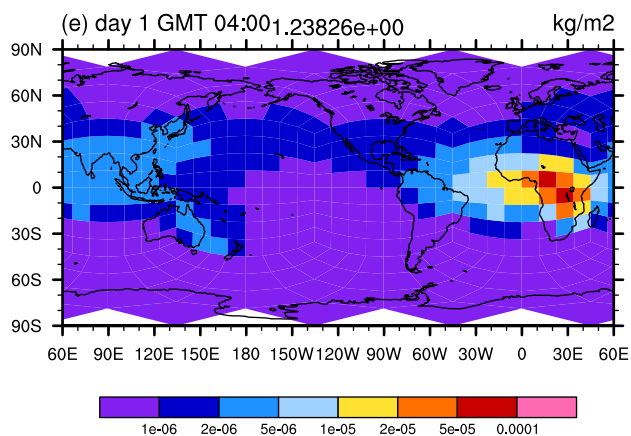 (e) day 1 GMT 04:00 1.23826e+00 kg/m2
90N
60N
30N
0
30S
60S
90S
60E 90E 120E 150E 180 150W 120W 90W 60W 30W 0 30E 60E
1e-06 2e-06 5e-06 1e-05 2e-05 5e-05 0.0001